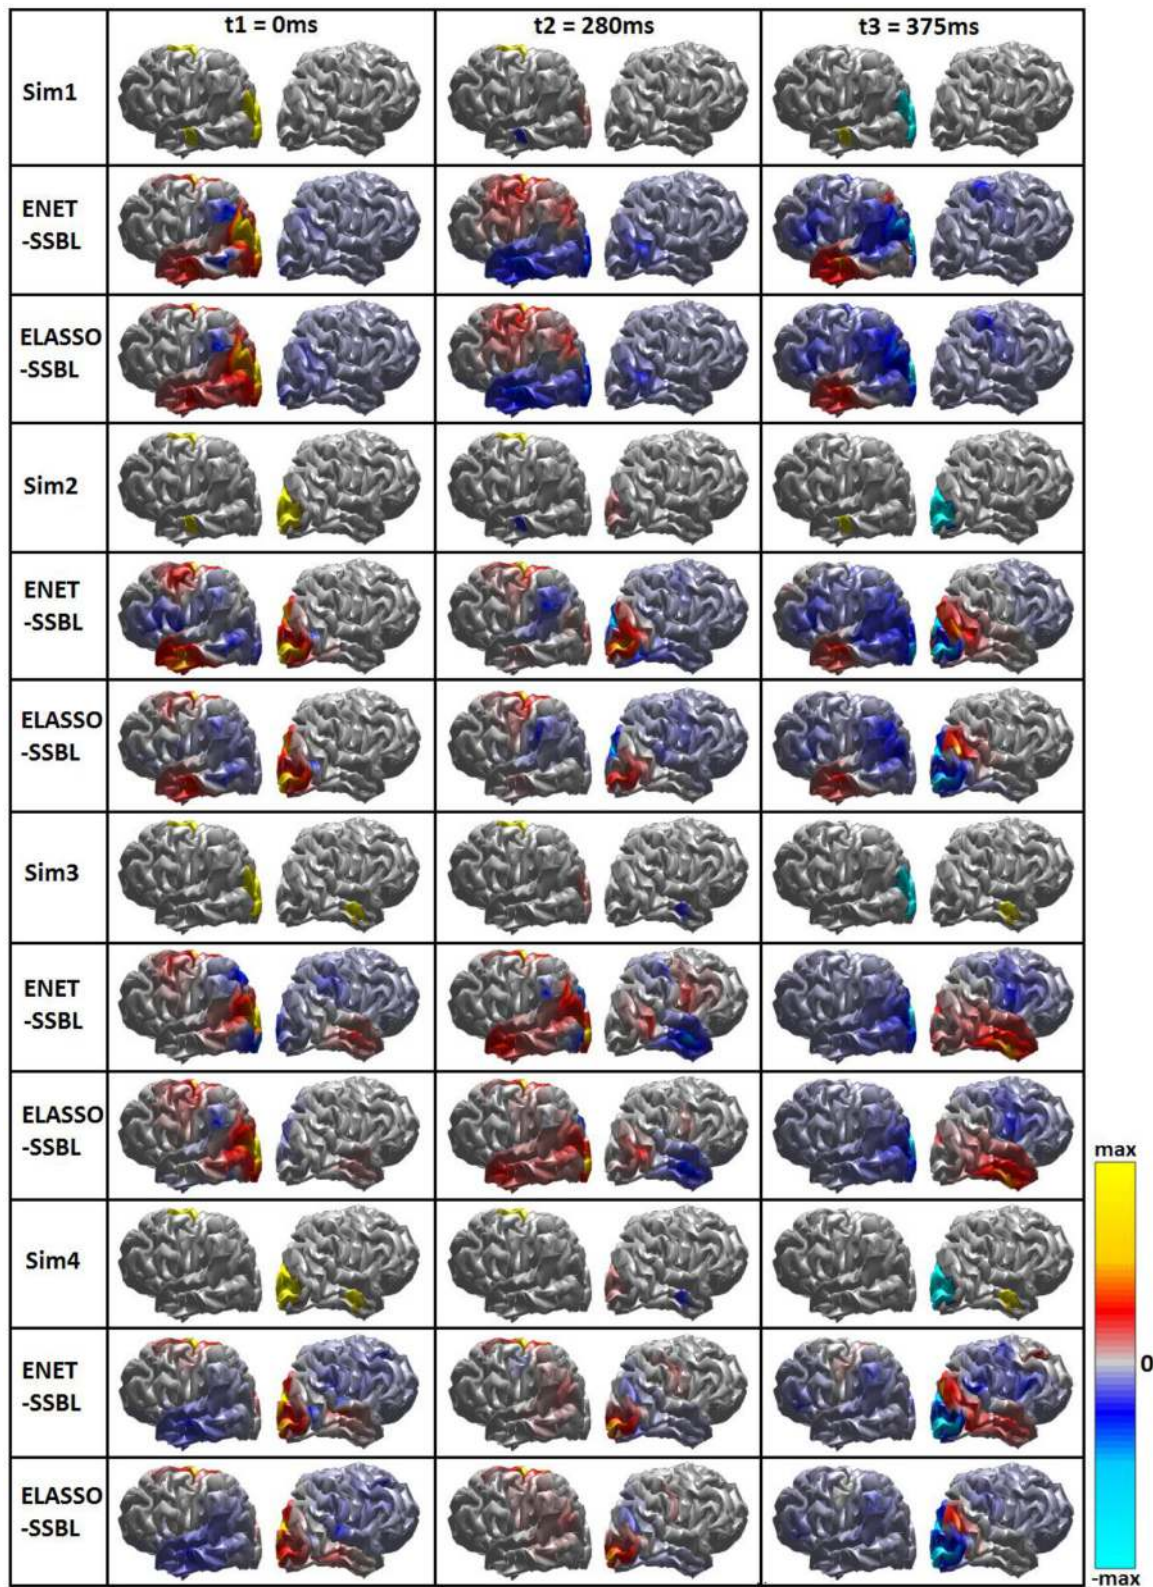 t1 = 0ms
t2 = 280ms
t3 = 375ms
Sim1
ENET
-SSBL
ELASSO
-SSBL
Sim2
ENET
-SSBL
ELASSO
-SSBL
Sim3
ENET
-SSBL
ELASSO
-SSBL
Sim4
ENET
-SSBL
ELASSO
-SSBL
max
0
-max